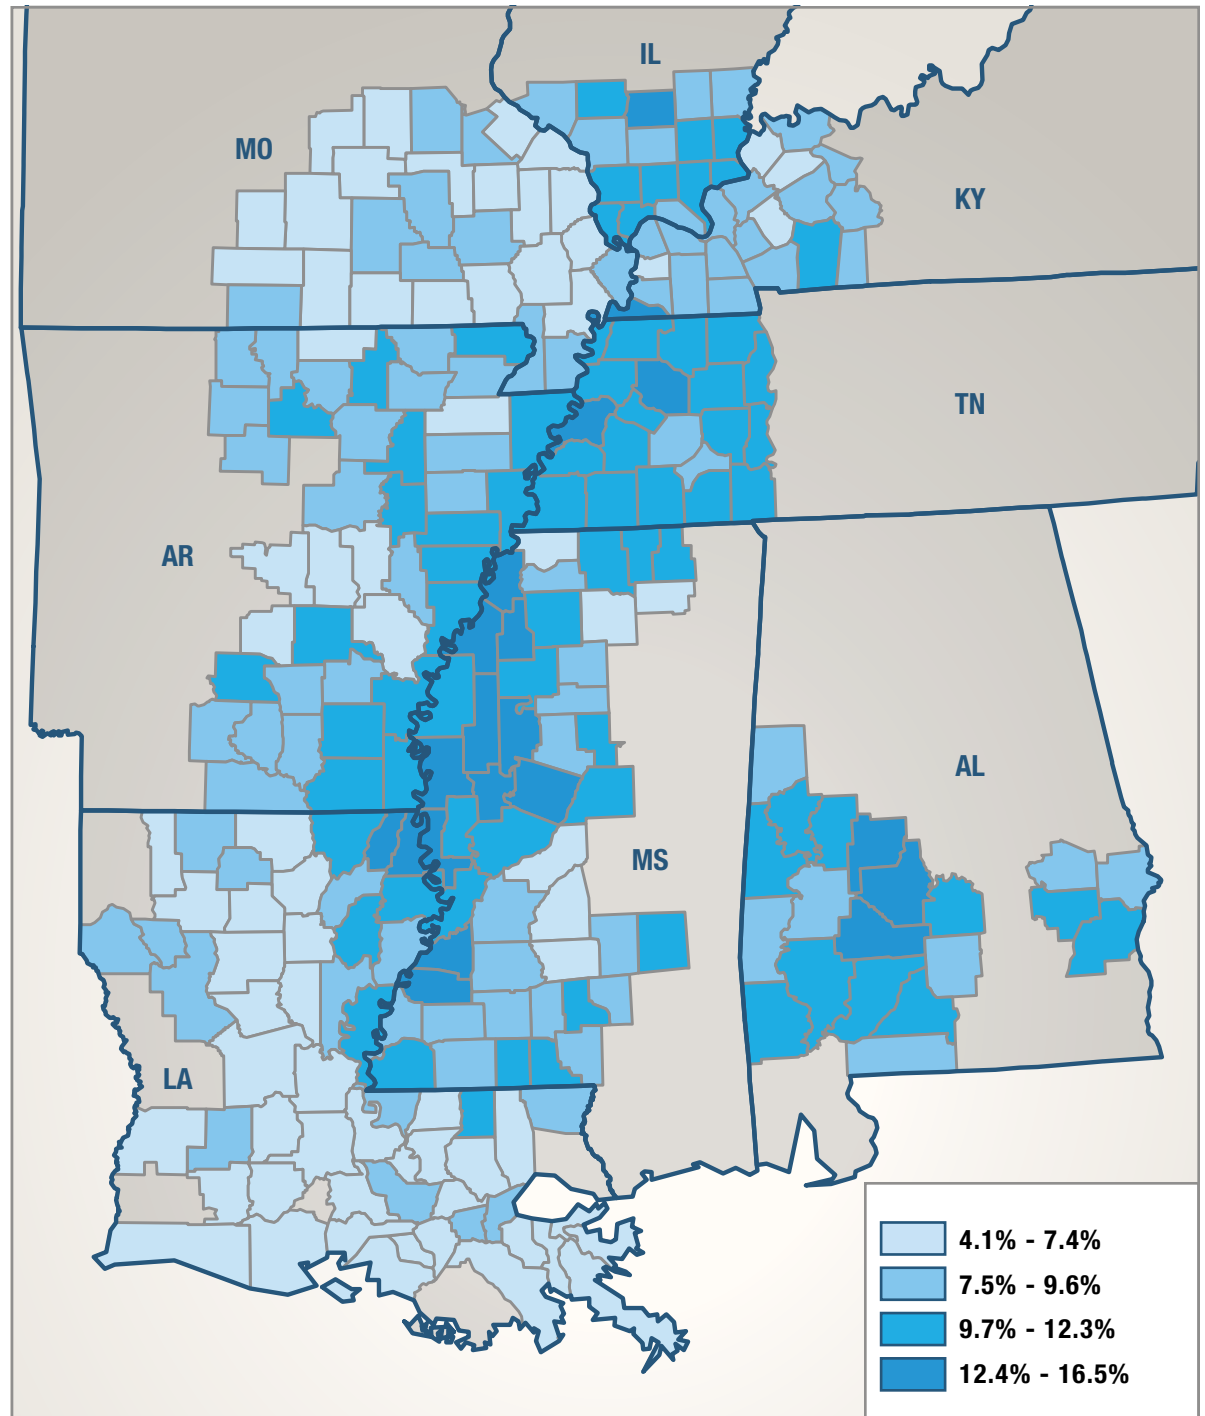 IL
MO
KY
TN
AR
AL
MS
LA
4.1% - 7.4%
7.5% - 9.6%
9.7% - 12.3%
12.4% - 16.5%